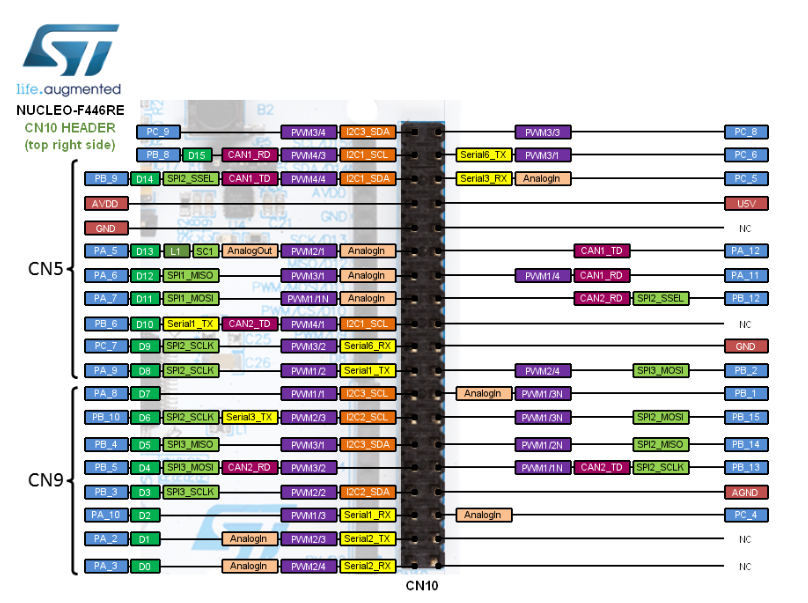 life.augmented
NUCLEO-F446RE
CN10 HEADER
(top right side)
B2
PC_9 PWM3/4 I2C3_SDA PWM3/3 PC_8
PB_8 D15 CAN1_RD PWM4/3 I2C1_SCL Serial6_TX PWM3/1 PC_6
PB_9 D14 SPI2_SSEL CAN1_TD PWM4/4 I2C1_SDA Serial3_RX AnalogIn PC_5
AVDD AVDD U5V
GND GND NC
CN5
PA_5 D13 L1 SC1 AnalogOut PWM2/1 AnalogIn CAN1_TD PA_12
PA_6 D12 SPI1_MISO PWM3/1 AnalogIn PWM1/4 CAN1_RD PA_11
PA_7 D11 SPI1_MOSI PWM1/1N AnalogIn CAN2_RD SPI2_SSEL PB_12
PB_6 D10 Serial1_TX CAN2_TD PWM4/1 I2C1_SCL NC
PC_7 D9 SPI2_SCLK C25 PWM3/2 Serial6_RX GND
PA_9 D8 SPI2_SCLK C26 PWM1/2 Serial1_TX PWM2/4 SPI3_MOSI PB_2
PA_8 D7 PWM1/1 I2C3_SCL AnalogIn PWM1/3N PB_1
PB_10 D6 SPI2_SCLK Serial3_TX PWM2/3 I2C2_SCL PWM1/3N SPI2_MOSI PB_15
PB_4 D5 SPI3_MISO PWM3/1 I2C3_SDA PWM1/2N SPI2_MISO PB_14
CN9
PB_5 D4 SPI3_MOSI CAN2_RD PWM3/2 PWM1/1N CAN2_TD SPI2_SCLK PB_13
PB_3 D3 SPI3_SCLK PWM2/2 I2C2_SDA AGND
PA_10 D2 PWM1/3 Serial1_RX AnalogIn PC_4
PA_2 D1 AnalogIn PWM2/3 Serial2_TX NC
PA_3 D0 AnalogIn PWM2/4 Serial2_RX NC
CN10